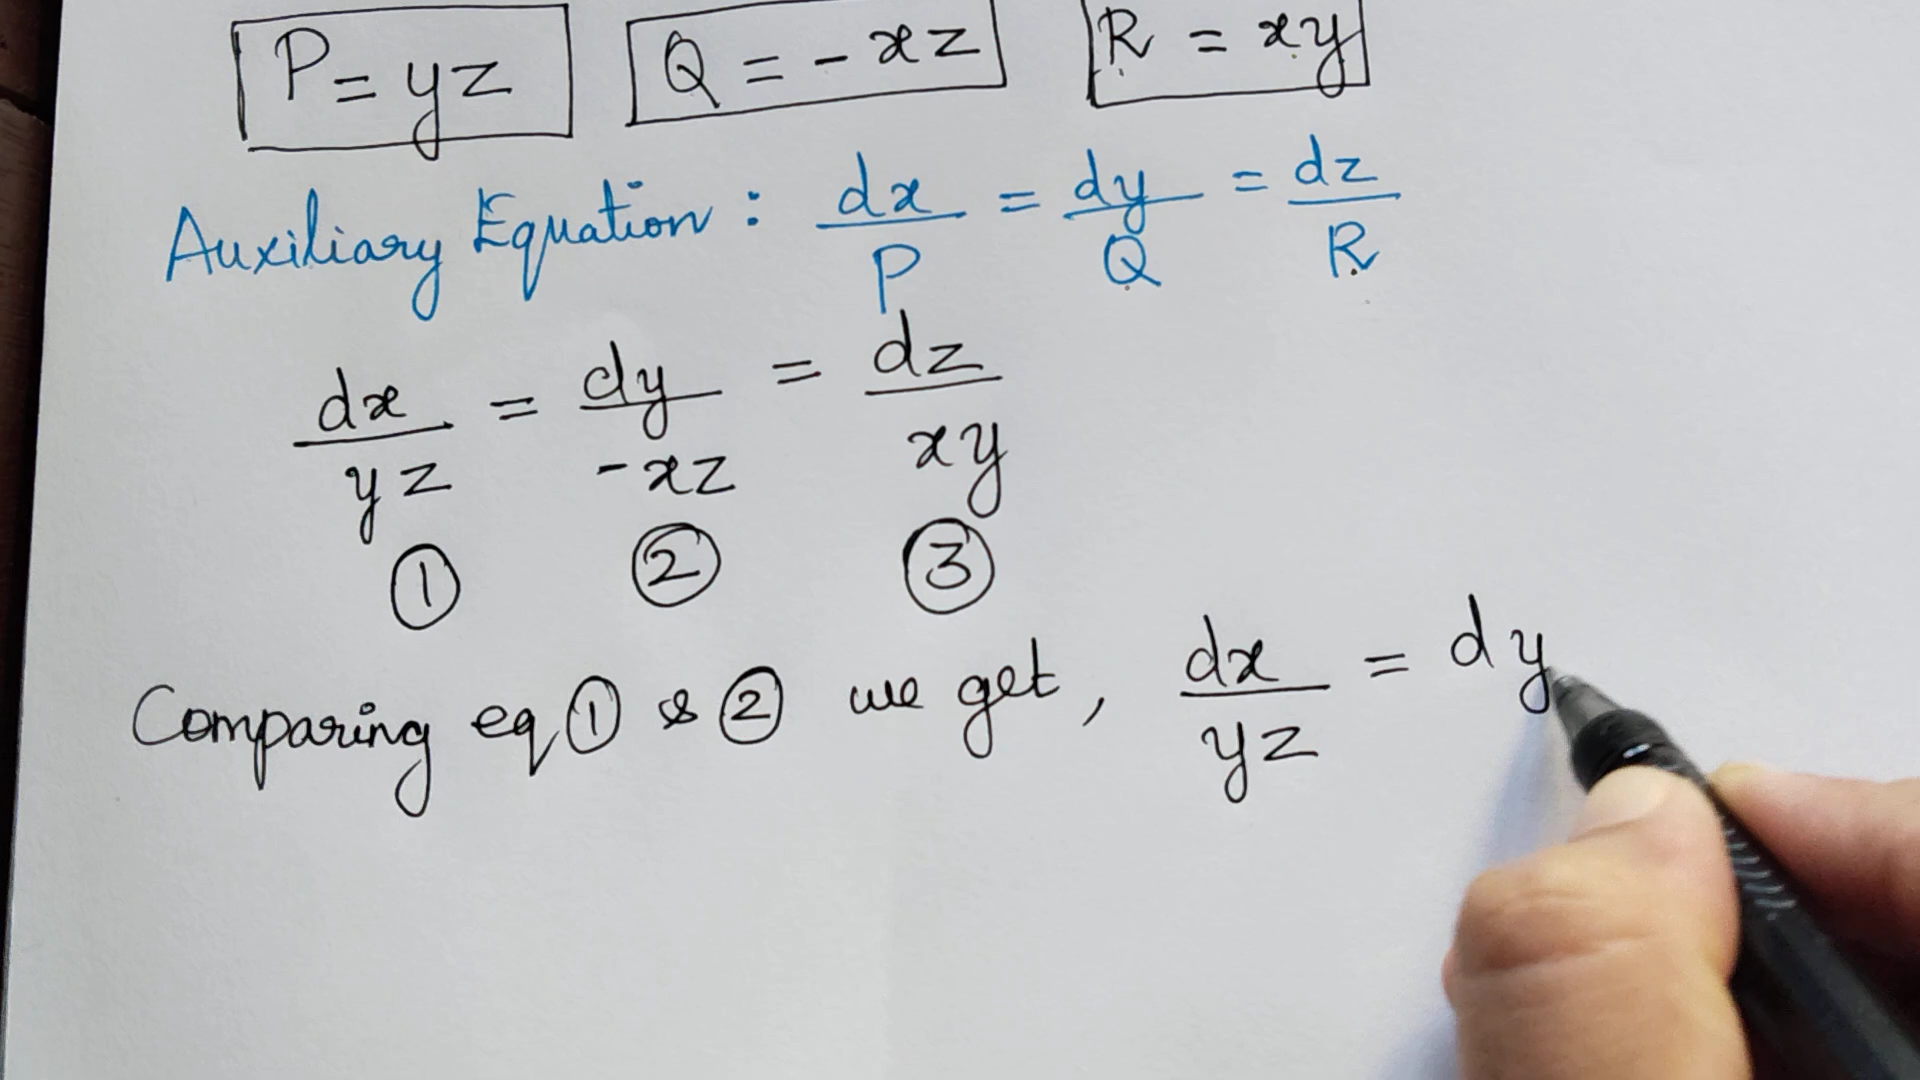 P = yz   Q = - xz   R = xy
Auxiliary Equation : dx/P = dy/Q = dz/R
dx/yz = dy/-xz = dz/xy
① ② ③
Comparing eq ① & ② we get, dx/yz = dy